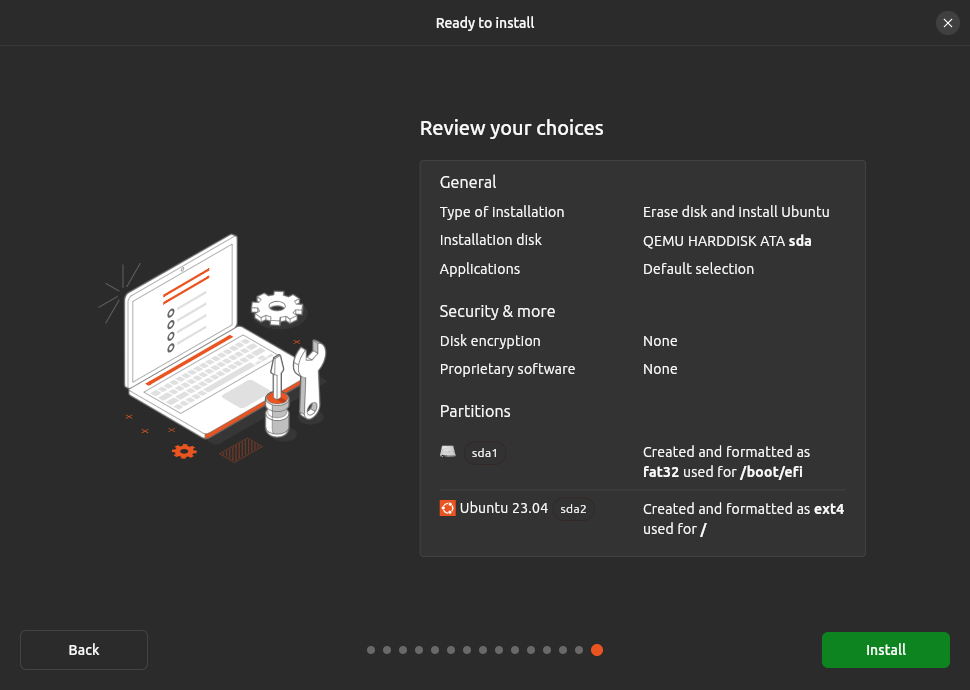 Ready to install
Review your choices
General
Type of installation Erase disk and install Ubuntu
Installation disk QEMU HARDDISK ATA sda
Applications Default selection
Security & more
Disk encryption None
Proprietary software None
Partitions
sda1 Created and formatted as
fat32 used for /boot/efi
Ubuntu 23.04 sda2 Created and formatted as ext4
used for /
Back Install